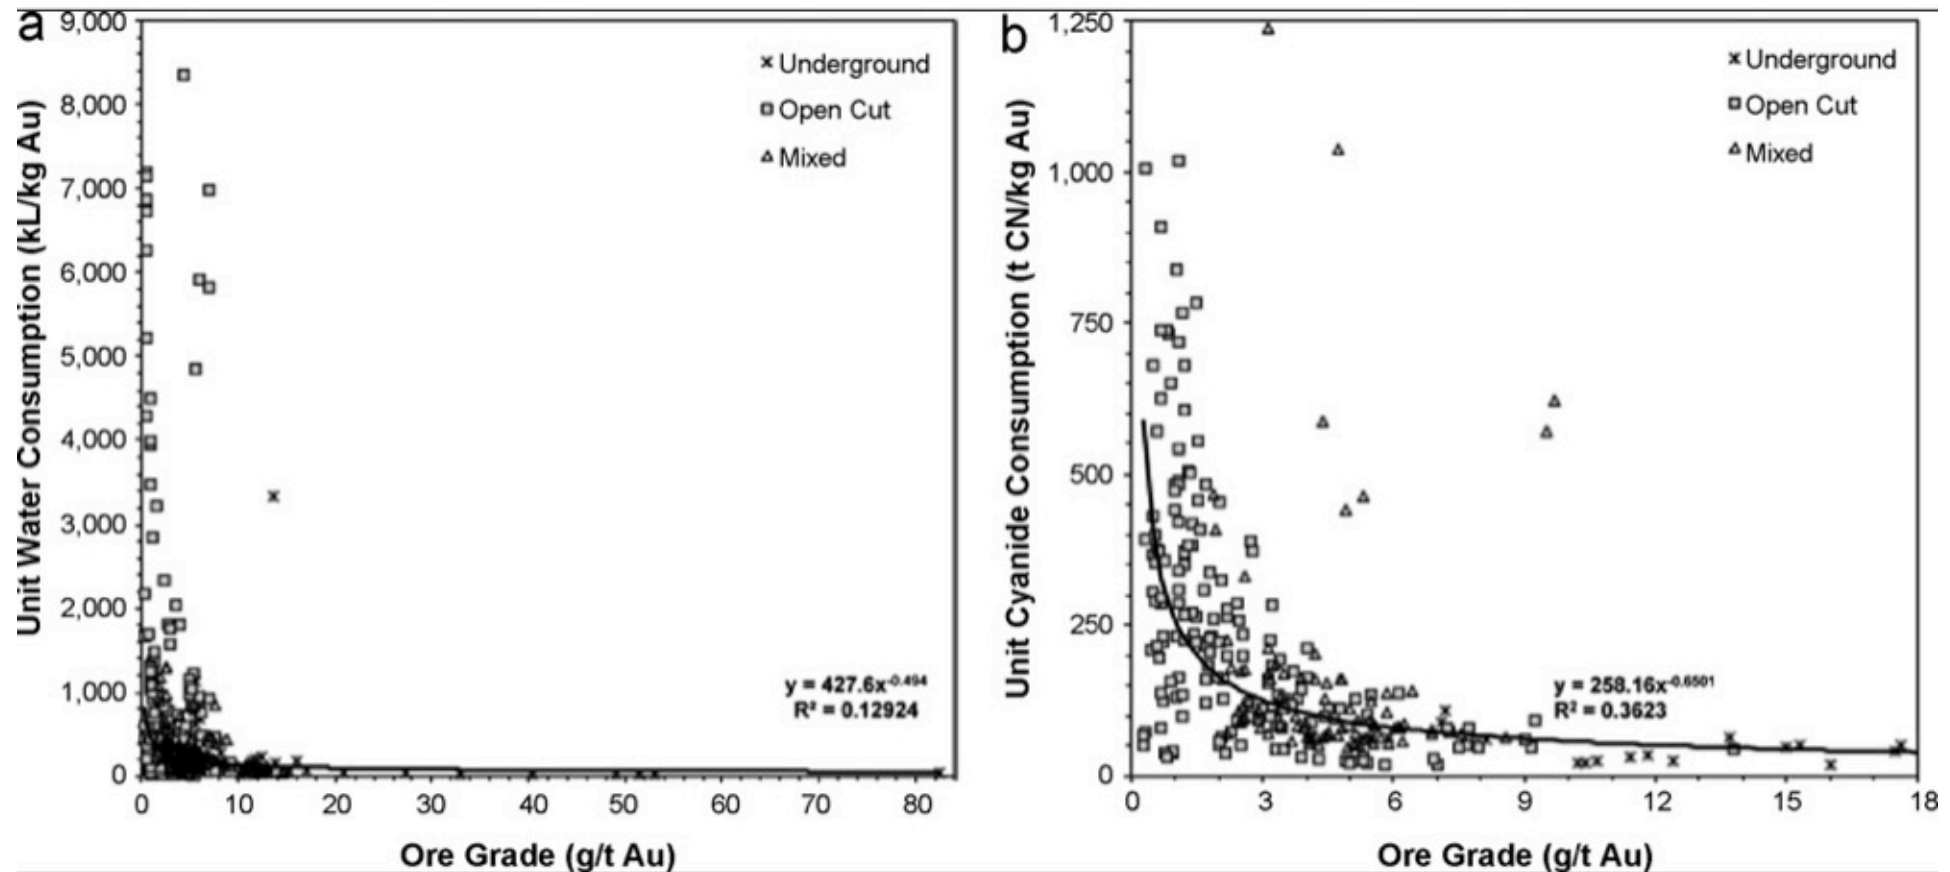 a
Unit Water Consumption (kL/kg Au)
9,000
8,000
7,000
6,000
5,000
4,000
3,000
2,000
1,000
0
Underground
Open Cut
Mixed
y = 427.6x^-0.494
R² = 0.12924
0 10 20 30 40 50 60 70 80
Ore Grade (g/t Au)
b
Unit Cyanide Consumption (t CN/kg Au)
1,250
1,000
750
500
250
0
Underground
Open Cut
Mixed
y = 258.16x^-0.6501
R² = 0.3623
0 3 6 9 12 15 18
Ore Grade (g/t Au)